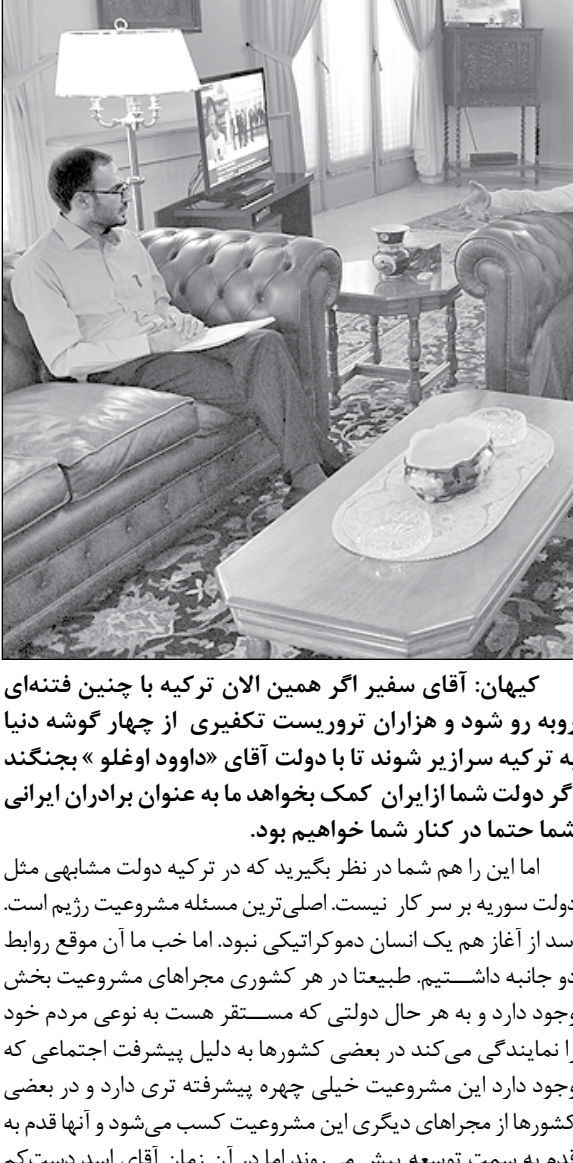 کیهان: آقای سفیر اگر همین الان ترکیه با چنین فتنه‌ای
روبه رو شود و هزاران تروریست تکفیری از چهار گوشه دنیا
به ترکیه سرازیر شوند تا با دولت آقای «داوود اوغلو » بجنگند
اگر دولت شما ازایران کمک بخواهد ما به عنوان برادران ایرانی
شما حتما در کنار شما خواهیم بود.
اما این را هم شما در نظر بگیرید که در ترکیه دولت مشابهی مثل
دولت سوریه بر سر کار نیست. اصلی‌ترین مسئله مشروعیت رژیم است.
اسد از آغاز هم یک انسان دموکراتیکی نبود. اما خب ما آن موقع روابط
دو جانبه داشــتیم. طبیعتا در هر کشوری مجراهای مشروعیت بخش
وجود دارد و به هر حال دولتی که مســتقر هست به نوعی مردم خود
را نمایندگی می‌کند در بعضی کشورها به دلیل پیشرفت اجتماعی که
وجود دارد این مشروعیت خیلی چهره پیشرفته تری دارد و در بعضی
کشورها از مجراهای دیگری این مشروعیت کسب می‌شود و آنها قدم به
قدم به سمت توسعه پیش می‌روند اما در آن زمان آقای اسد دست‌کم